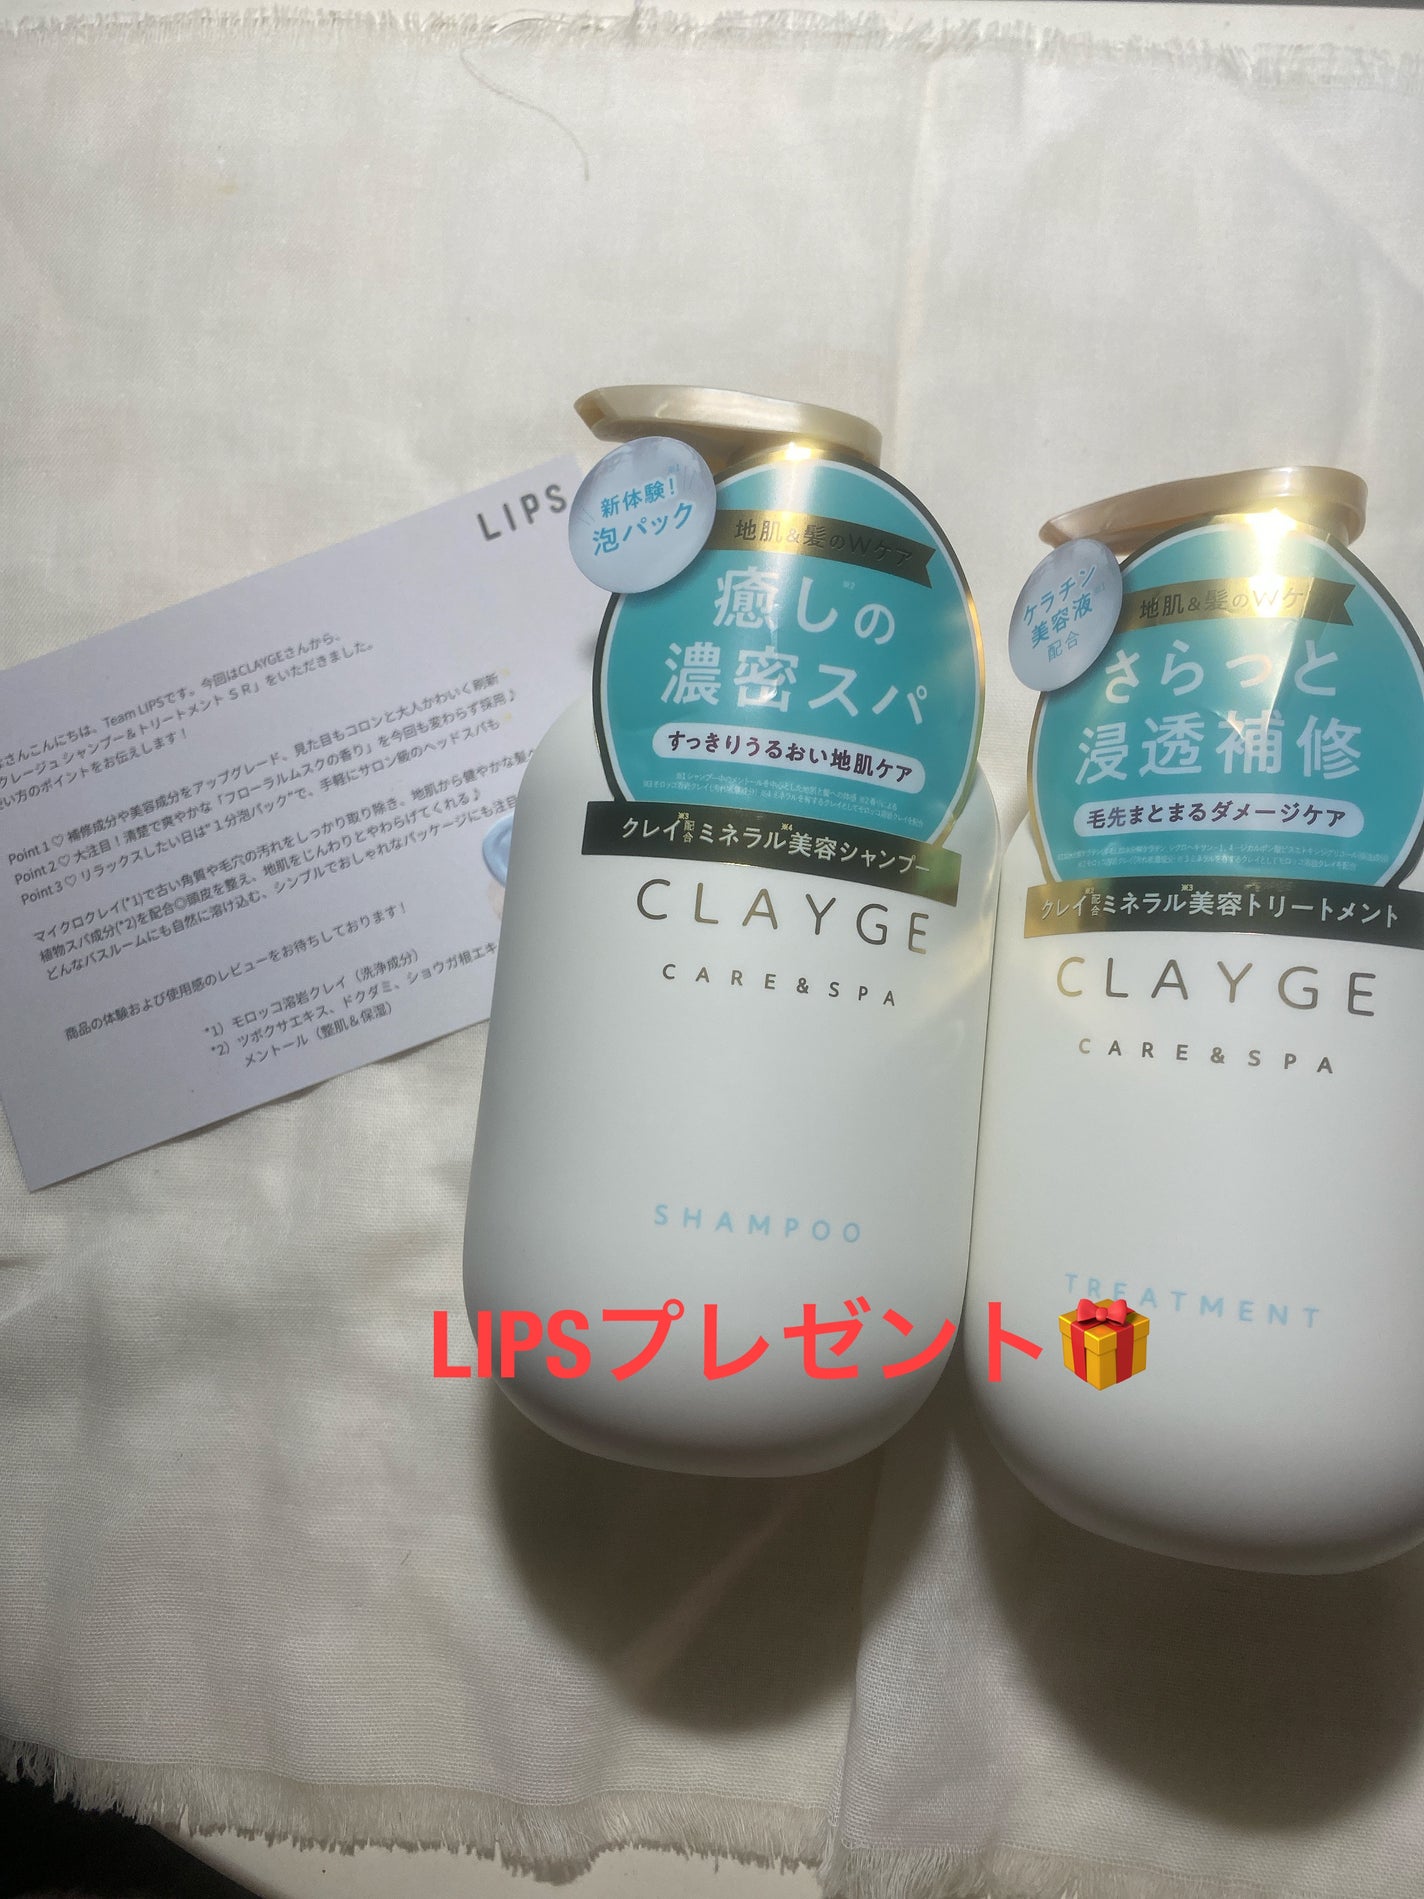 LIPS
さんこんにちは、Team LIPSです。今回はCLAYGEさんから、
クレージュシャンプー&トリートメント S R」をいただきました。
使い方のポイントをお伝えします!
Point 1♡ 補修成分や美容成分をアップグレード、見た目もコロンと大人かわいく刷新
Point 2♡ 大注目!清楚で爽やかな「フローラルムスクの香り」を今回も変わらず採用♪
Point 3♡ リラックスしたい日は"1分泡パック"で、手軽にサロン級のヘッドスパも
マイクロクレイ(*1)で古い角質や毛穴の汚れをしっかり取り除き、地肌から健やかな髪へ
植物スパ成分(*2)を配合◎頭皮を整え、地肌をじんわりとやわらげてくれる♪
どんなバスルームにも自然に溶け込む、シンプルでおしゃれなパッケージにも注目
商品の体験および使用感のレビューをお待ちしております!
*1) モロッコ溶岩クレイ(洗浄成分)
*2) ツボクサエキス、ドクダミ、ショウガ根エキ
メントール(整肌&保湿)
新体験!※1
泡パック
地肌&髪のWケア
癒しの※2
濃密スパ
すっきりうるおい地肌ケア
クレイ※3配合ミネラル※4美容シャンプー
CLAYGE
CARE&SPA
SHAMPOO
ケラチン
美容液※1
配合
地肌&髪のWケ
さらっと
浸透補修
毛先まとまるダメージケア
クレイ※2配合ミネラル※3美容トリートメント
CLAYGE
CARE&SPA
TREATMENT
LIPSプレゼント🎁